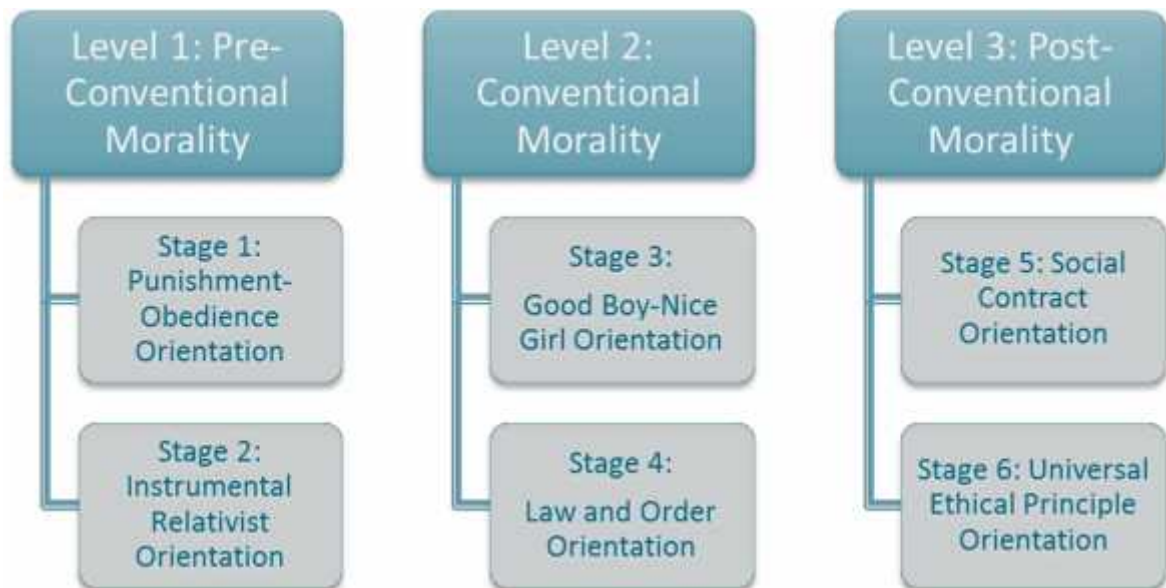 Level 1: Pre-
Conventional
Morality
Stage 1:
Punishment-
Obedience
Orientation
Stage 2:
Instrumental
Relativist
Orientation
Level 2:
Conventional
Morality
Stage 3:
Good Boy-Nice
Girl Orientation
Stage 4:
Law and Order
Orientation
Level 3: Post-
Conventional
Morality
Stage 5: Social
Contract
Orientation
Stage 6: Universal
Ethical Principle
Orientation